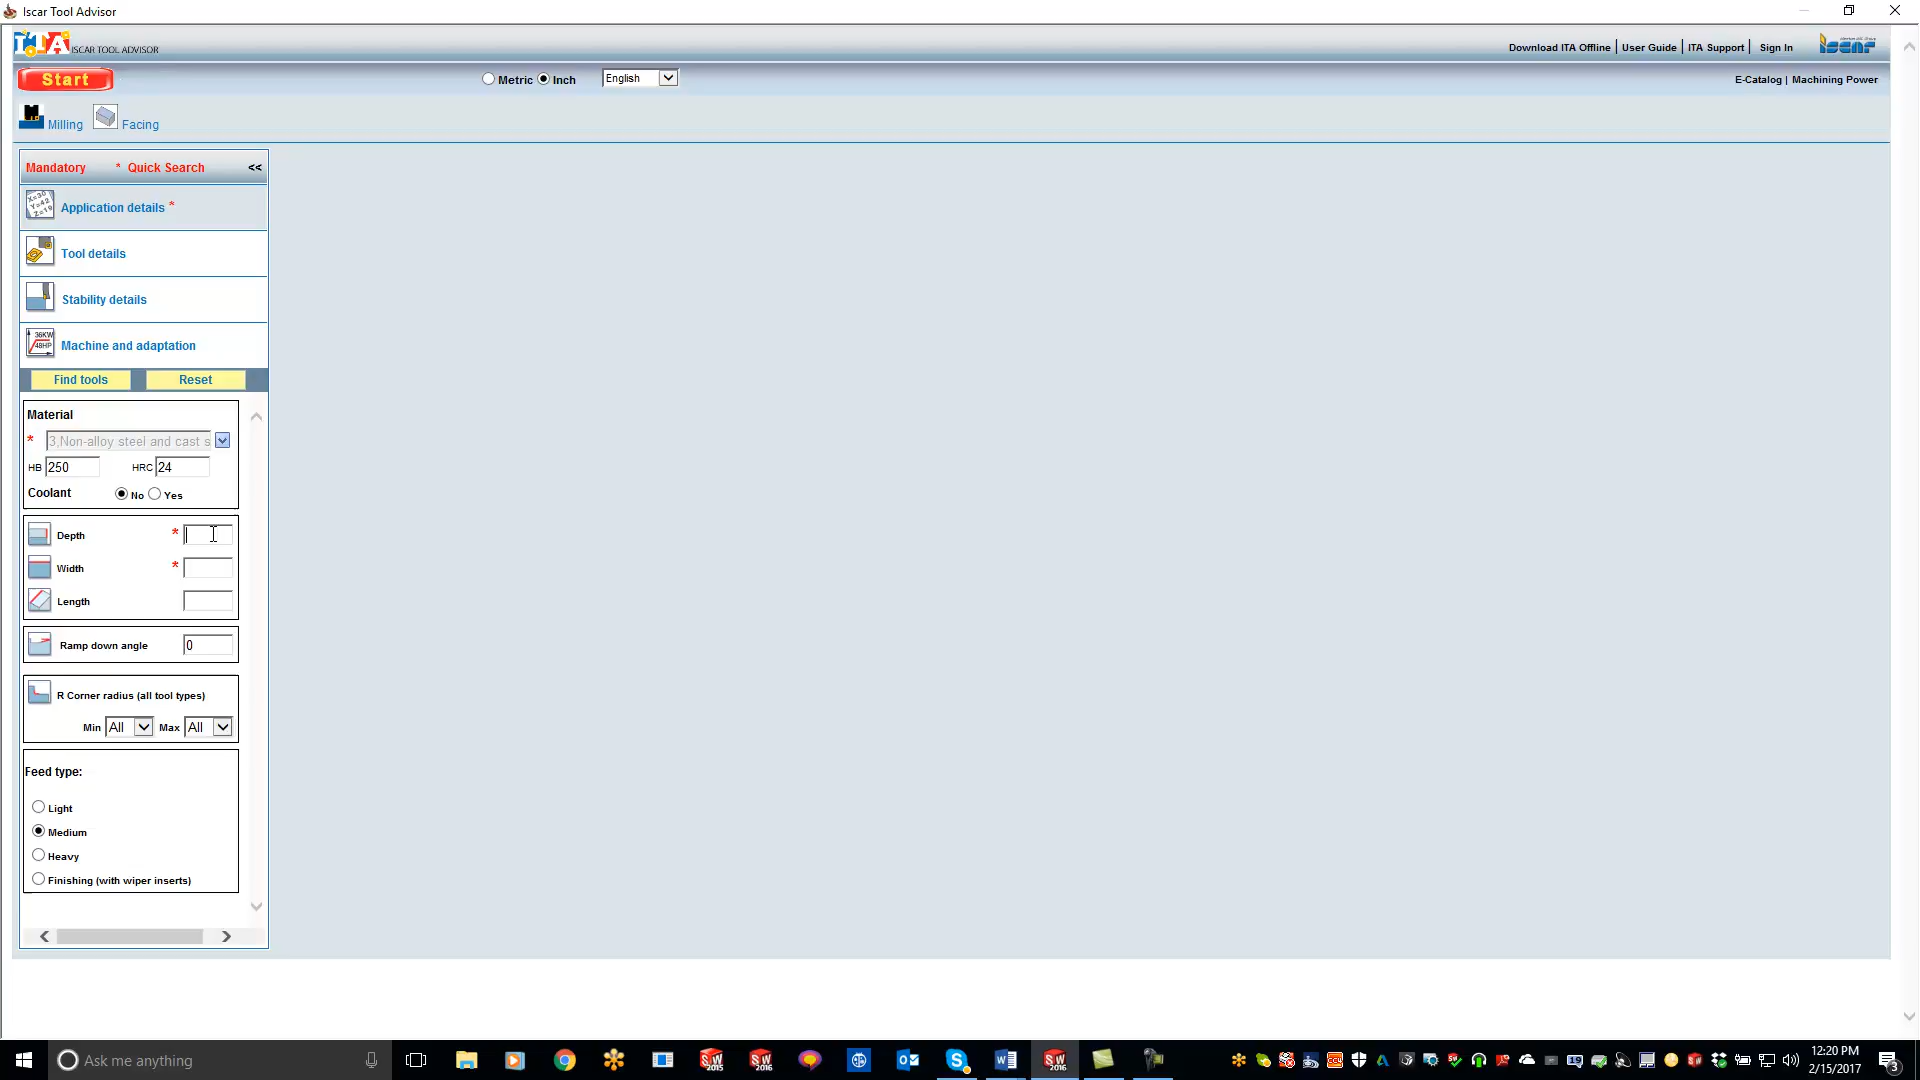 Iscar Tool Advisor
ITA ISCAR TOOL ADVISOR
Download ITA Offline | User Guide | ITA Support | Sign In
iscar
Start
Metric Inch English
E-Catalog | Machining Power
Milling Facing
Mandatory * Quick Search <<
Application details *
Tool details
Stability details
36KW
48HP
Machine and adaptation
Find tools Reset
Material
* 3,Non-alloy steel and cast s
HB 250 HRC 24
Coolant No Yes
Depth *
Width *
Length
Ramp down angle 0
R Corner radius (all tool types)
Min All Max All
Feed type:
Light
Medium
Heavy
Finishing (with wiper inserts)
Ask me anything
12:20 PM
2/15/2017